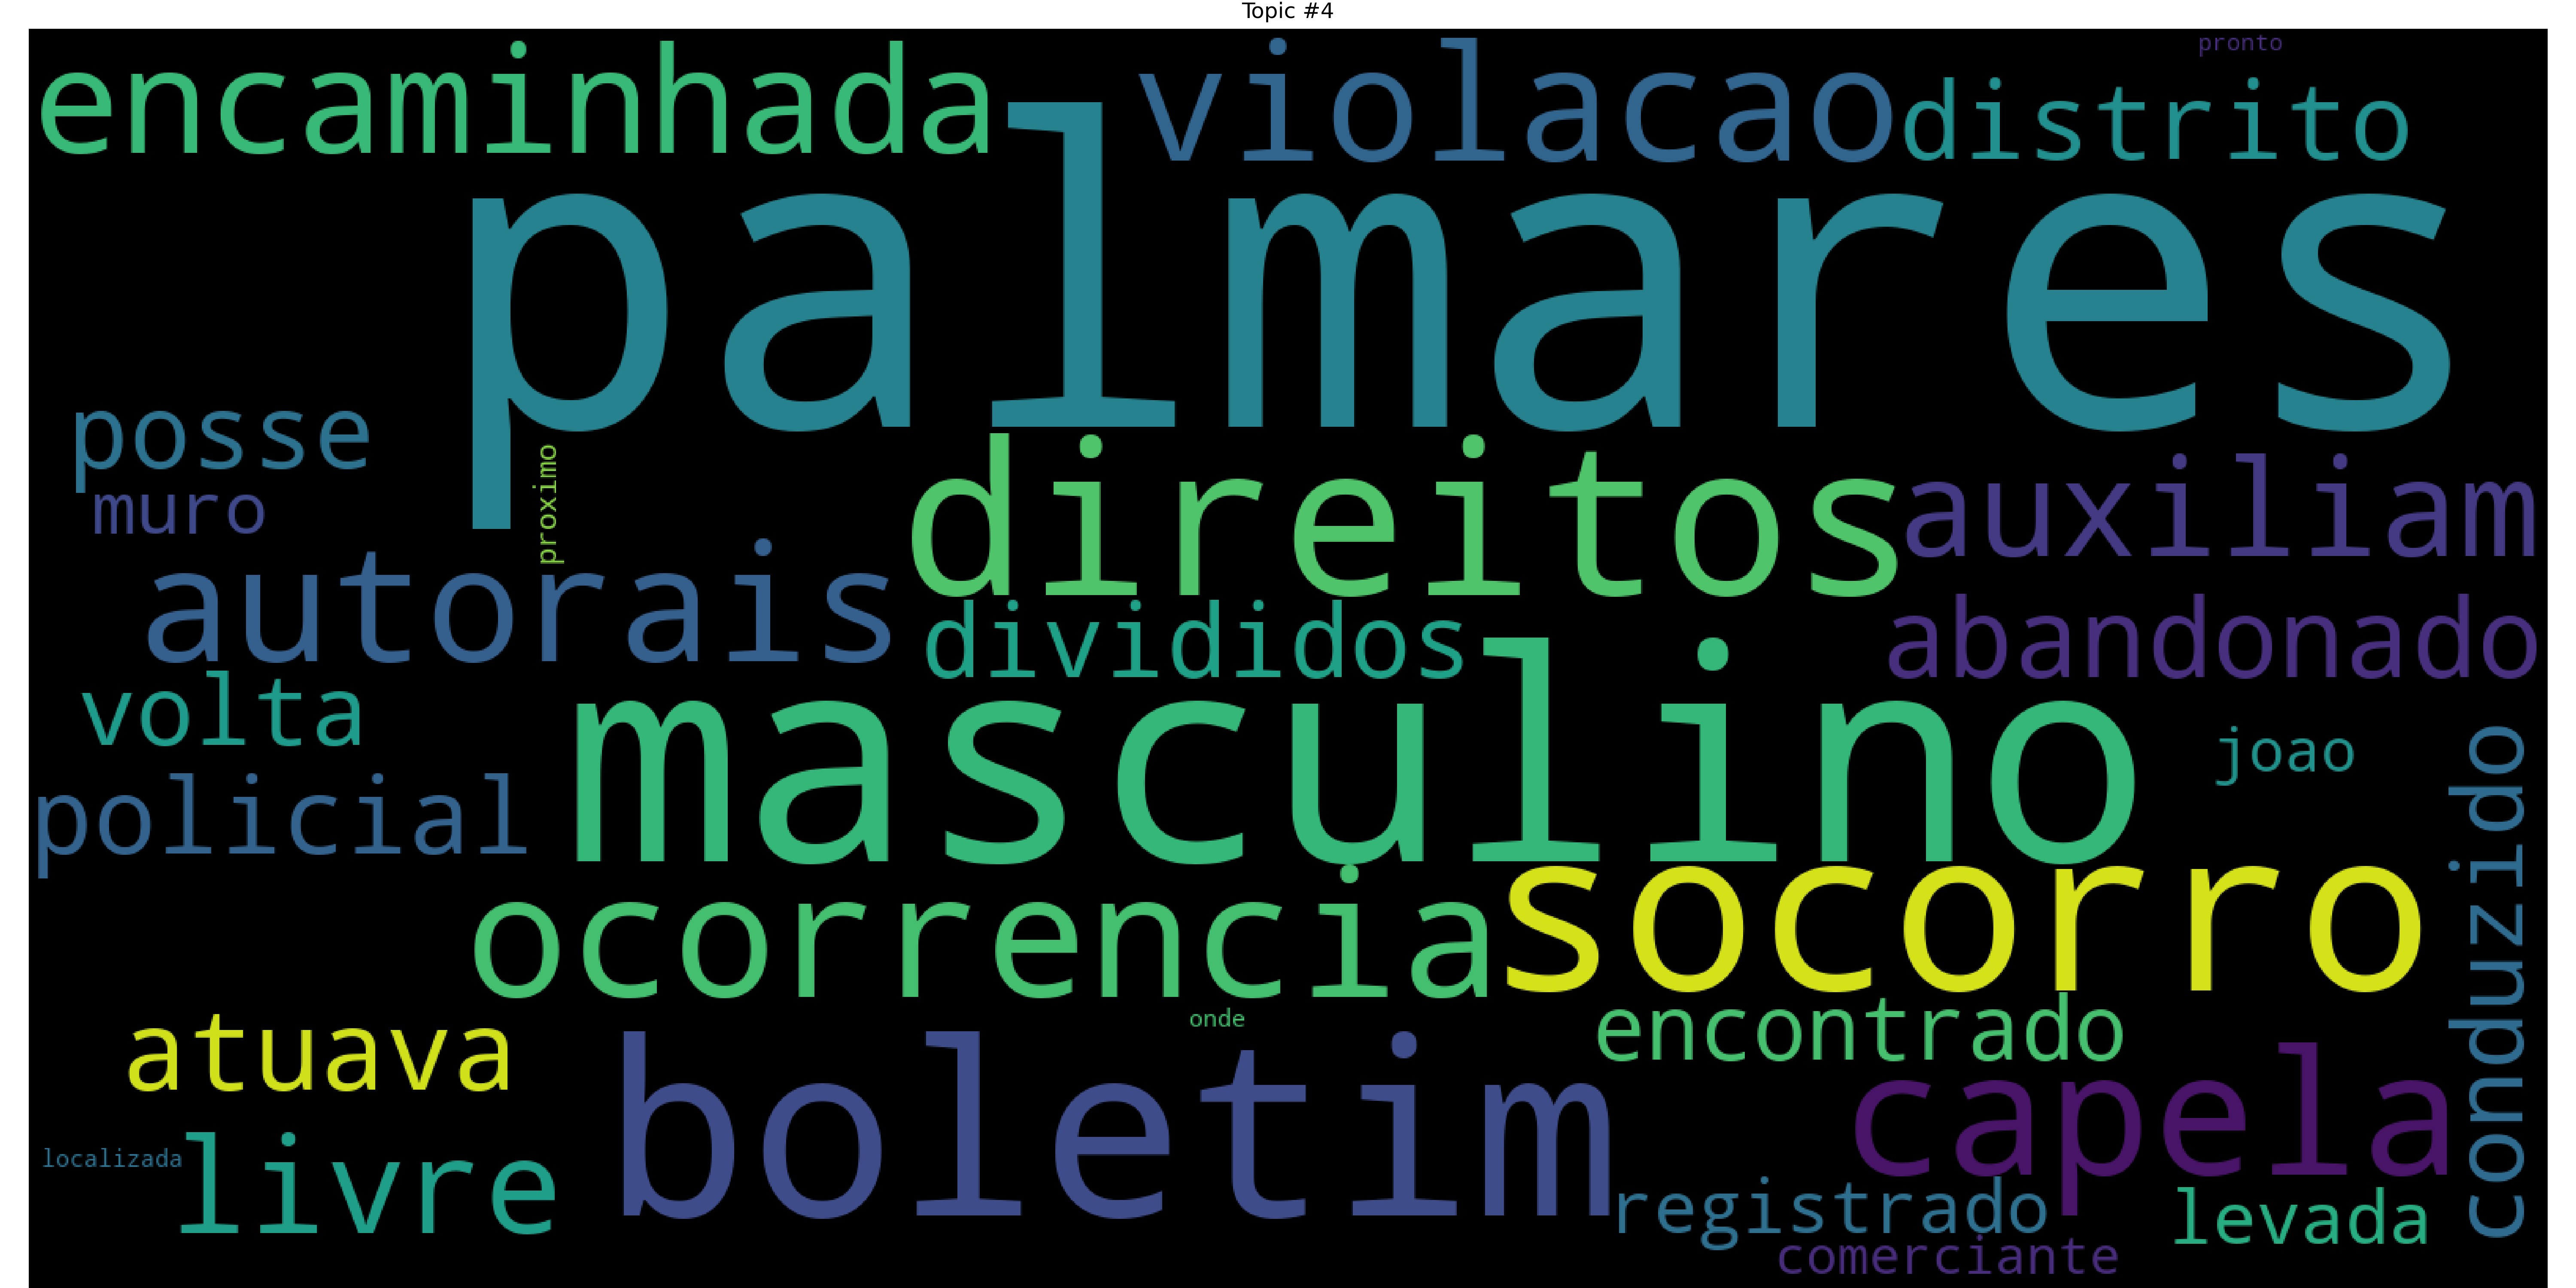 Topic #4
pronto
encaminhada
violacao
distrito
palmares
posse
muro
proximo
direitos
auxiliam
autorais
dividididos
abandonado
volta
masculino
joao
policial
conduzido
ocorrencia
socorro
onde
encontrado
atuava
boletim
capela
localizada
livre
registrado
levada
comerciante